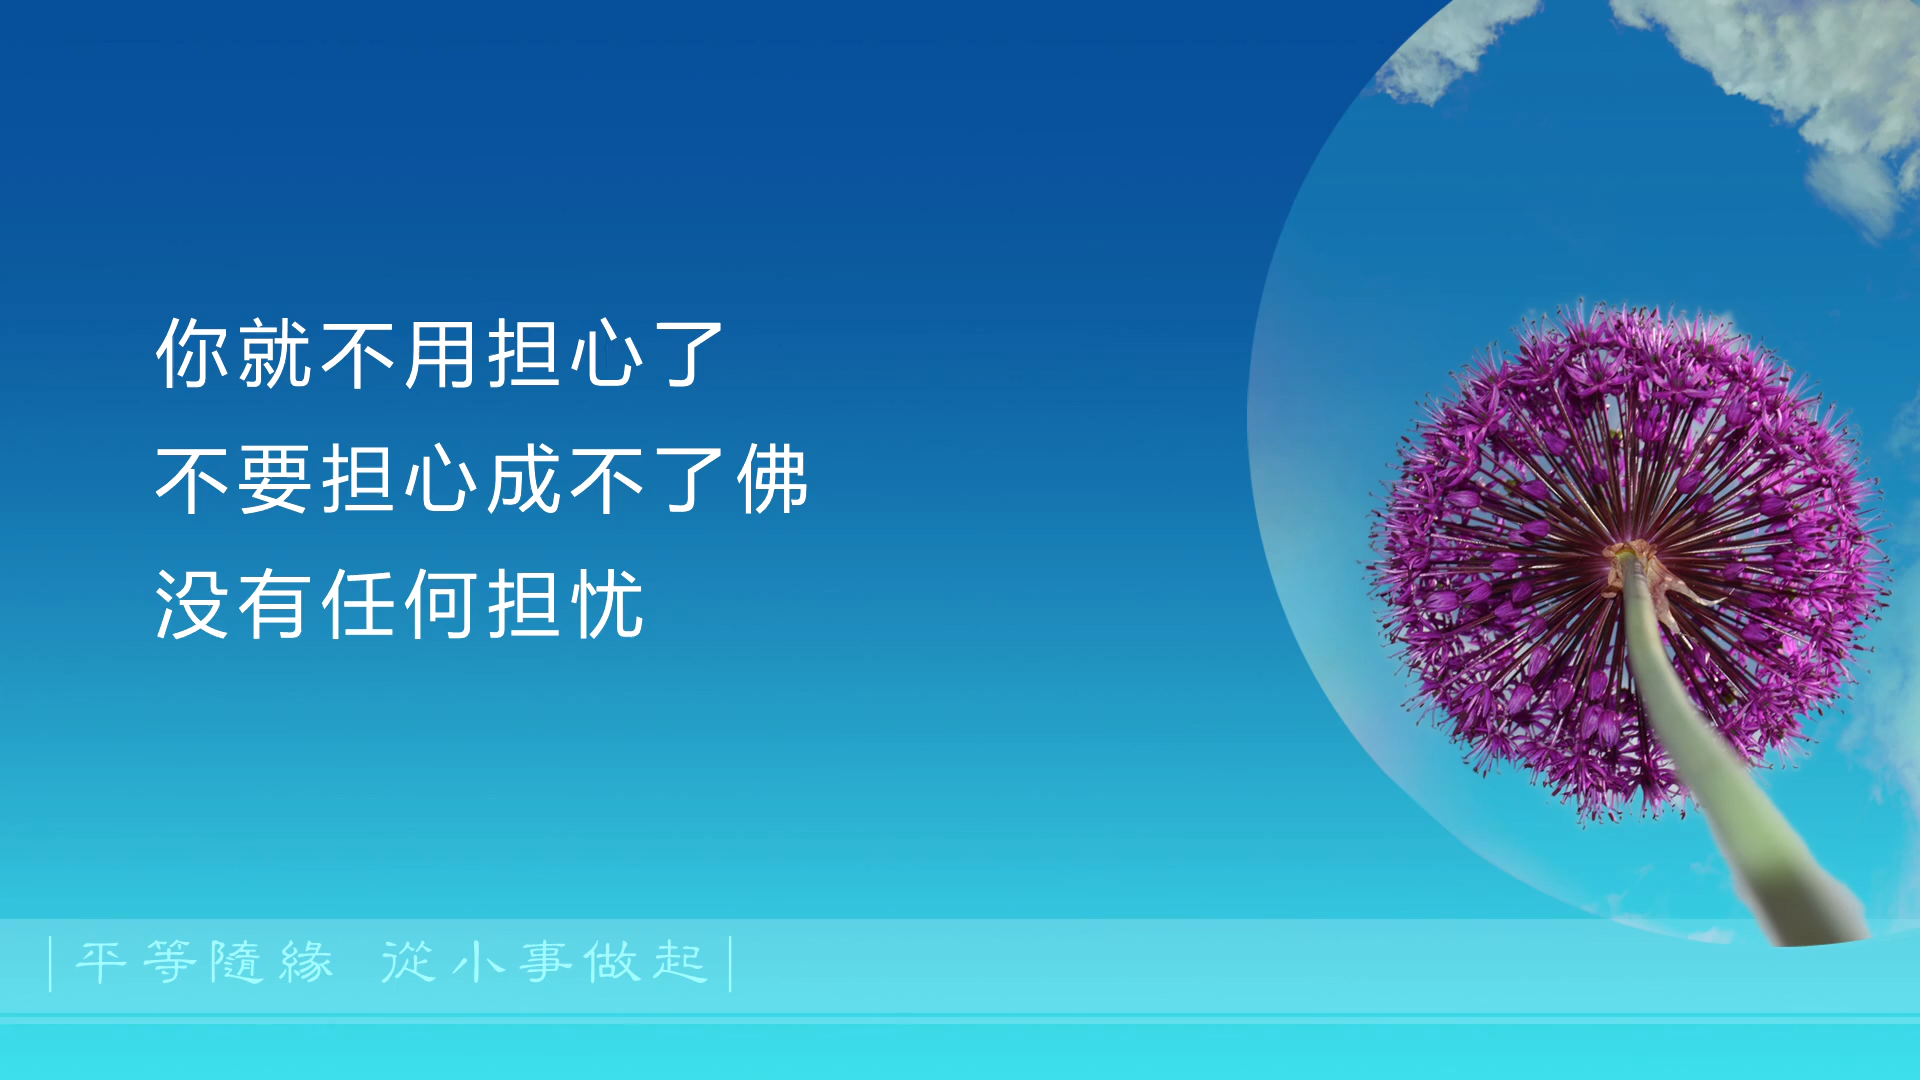 你就不用担心了
不要担心成不了佛
没有任何担忧
|平等隨緣 從小事做起|